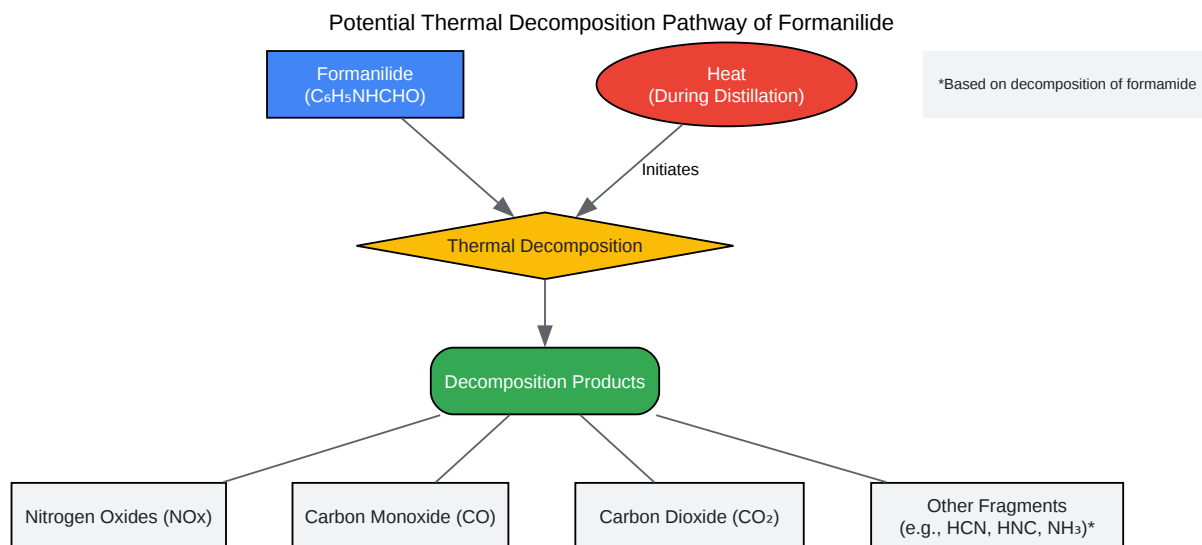 Potential Thermal Decomposition Pathway of Formanilide
Formanilide
(C₆H₅NHCHO)
Heat
(During Distillation)
*Based on decomposition of formamide
Initiates
Thermal Decomposition
Decomposition Products
Nitrogen Oxides (NOx)
Carbon Monoxide (CO)
Carbon Dioxide (CO₂)
Other Fragments
(e.g., HCN, HNC, NH₃)*